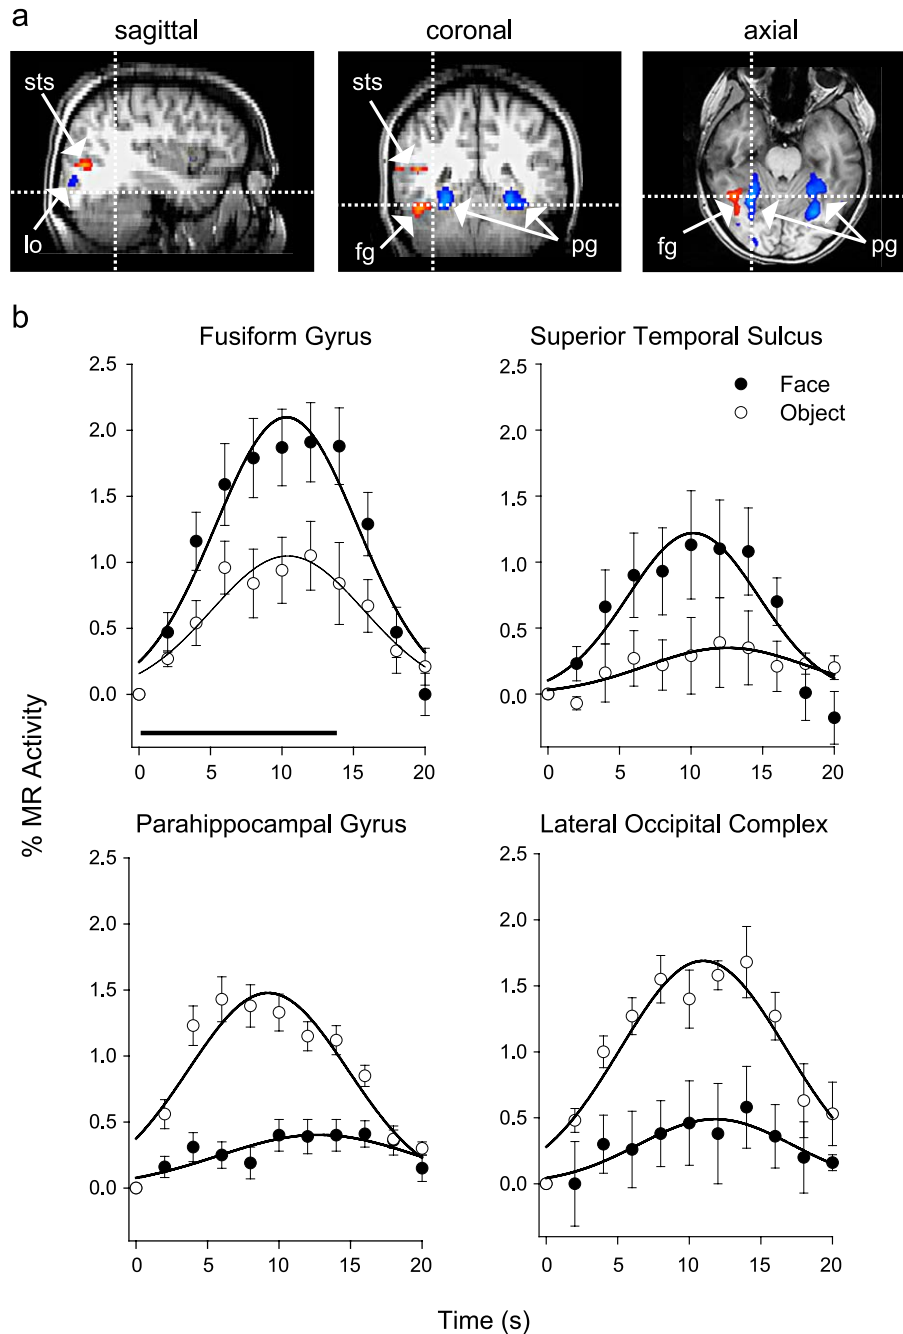 a
sagittal
coronal
axial
sts
lo
sts
fg
pg
fg
pg
b
% MR Activity
Fusiform Gyrus
2.5
2.0
1.5
1.0
0.5
0.0
0 5 10 15 20
Superior Temporal Sulcus
Face
Object
2.5
2.0
1.5
1.0
0.5
0.0
0 5 10 15 20
Parahippocampal Gyrus
2.5
2.0
1.5
1.0
0.5
0.0
0 5 10 15 20
Lateral Occipital Complex
2.5
2.0
1.5
1.0
0.5
0.0
0 5 10 15 20
Time (s)